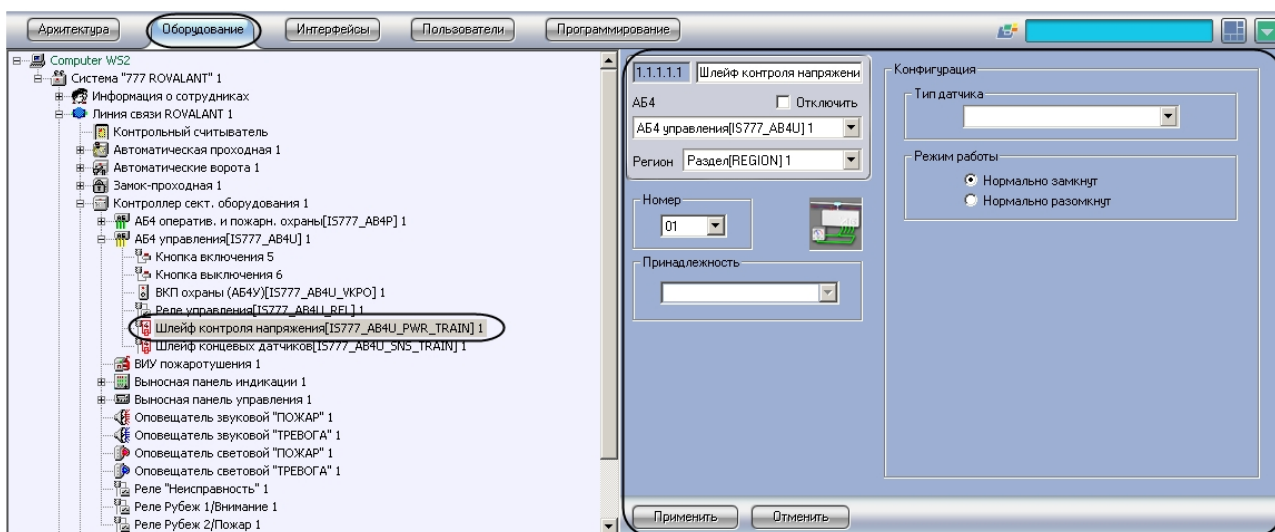 Архитектура
Оборудование
Интерфейсы
Пользователи
Программирование
Computer WS2
Система "777 ROVALANT" 1
Информация о сотрудниках
Линия связи ROVALANT 1
Контрольный считыватель
Автоматическая проходная 1
Автоматические ворота 1
Замок-проходная 1
Контроллер сект. оборудования 1
АБ4 оператив. и пожарн. охраны[IS777_AB4P] 1
АБ4 управления[IS777_AB4U] 1
Кнопка включения 5
Кнопка выключения 6
ВКП охраны (АБ4У)[IS777_AB4U_VKPO] 1
Реле управления[IS777_AB4U_REL] 1
Шлейф контроля напряжения[IS777_AB4U_PWR_TRAIN] 1
Шлейф концевых датчиков[IS777_AB4U_SNS_TRAIN] 1
ВИУ пожаротушения 1
Выносная панель индикации 1
Выносная панель управления 1
Оповещатель звуковой "ПОЖАР" 1
Оповещатель звуковой "ТРЕВОГА" 1
Оповещатель световой "ПОЖАР" 1
Оповещатель световой "ТРЕВОГА" 1
Реле "Неисправность" 1
Реле Рубеж 1/Внимание 1
Реле Рубеж 2/Пожар 1
1.1.1.1.1
Шлейф контроля напряжени
АБ4
Отключить
АБ4 управления[IS777_AB4U] 1
Регион
Раздел[REGION] 1
Номер
01
Принадлежность
Конфигурация
Тип датчика
Режим работы
Нормально замкнут
Нормально разомкнут
Применить
Отменить